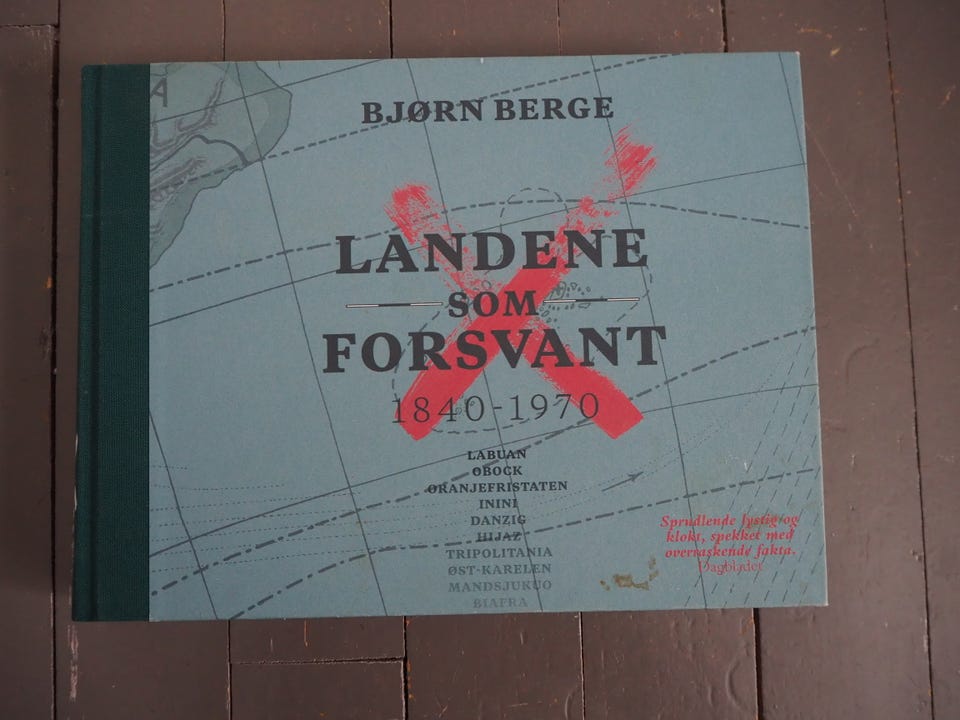 A
BJØRN BERGE
LANDENE
SOM
FORSVANT
1840-1970
LABUAN
OBOCK
ORANJEFRISTATEN
ININI
DANZIG
HIJAZ
TRIPOLITANIA
ØST-KARELEN
MANDSJUKUO
BIAFRA
Sprudlende lystig og
klokt, spekket med
overraskende fakta.
Dagbladet